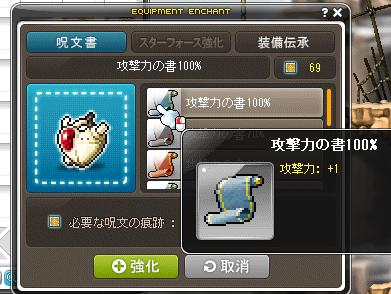 EQUIPMENT ENCHANT
呪文書 スターフォース強化 装備伝承
攻撃力の書100% 69
攻撃力の書100%
攻撃力の書100%
攻撃力: +1
必要な呪文の痕跡 :
強化 取消